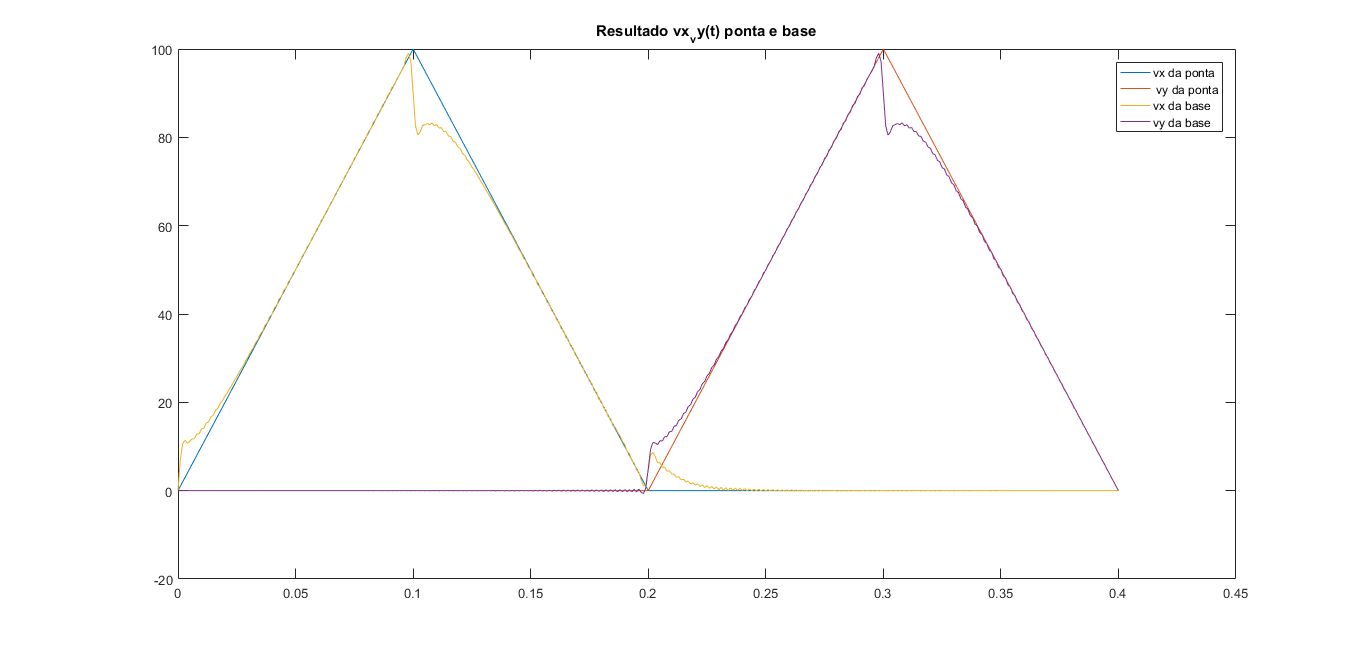 Resultado vx_vy(t) ponta e base
100
80
60
40
20
0
-20
0 0.05 0.1 0.15 0.2 0.25 0.3 0.35 0.4 0.45
vx da ponta
vy da ponta
vx da base
vy da base